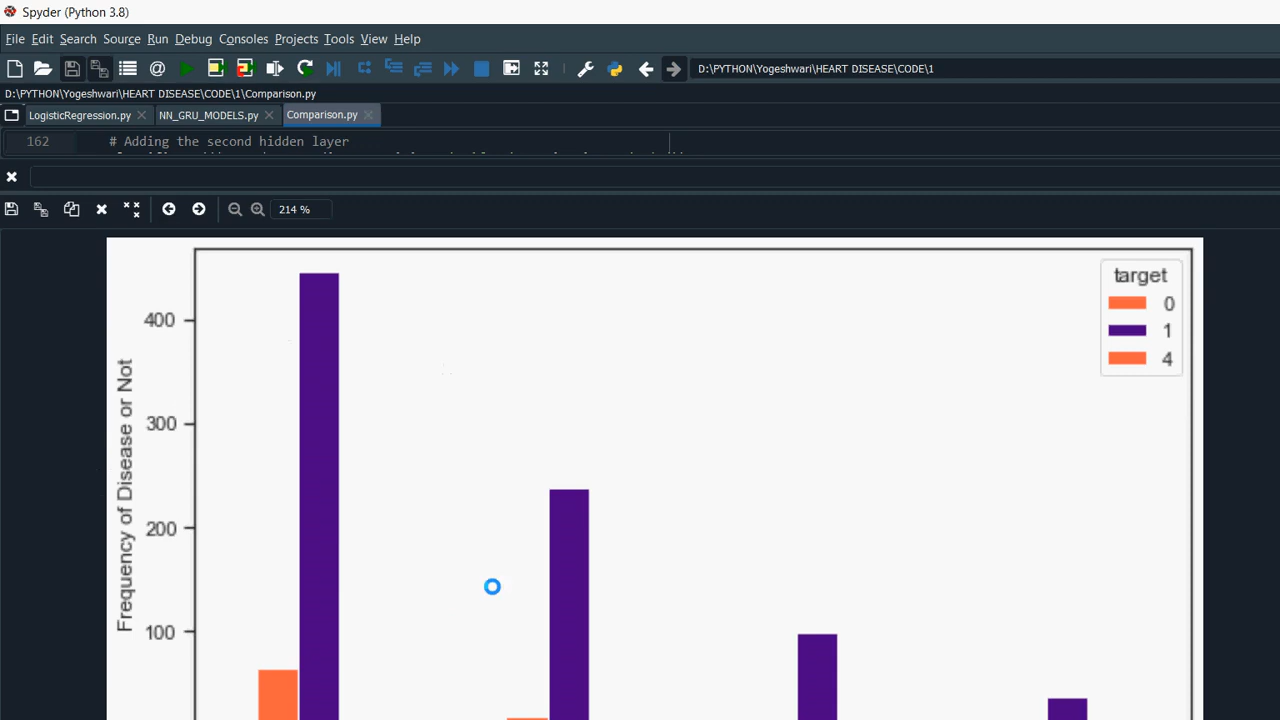 Spyder (Python 3.8)
File Edit Search Source Run Debug Consoles Projects Tools View Help
D:\PYTHON\Yogeshwari\HEART DISEASE\CODE\1
D:\PYTHON\Yogeshwari\HEART DISEASE\CODE\1\Comparison.py
LogisticRegression.py NN_GRU_MODELS.py Comparison.py
162 # Adding the second hidden layer
214 %
target
0
1
4
400
300
200
100
Frequency of Disease or Not